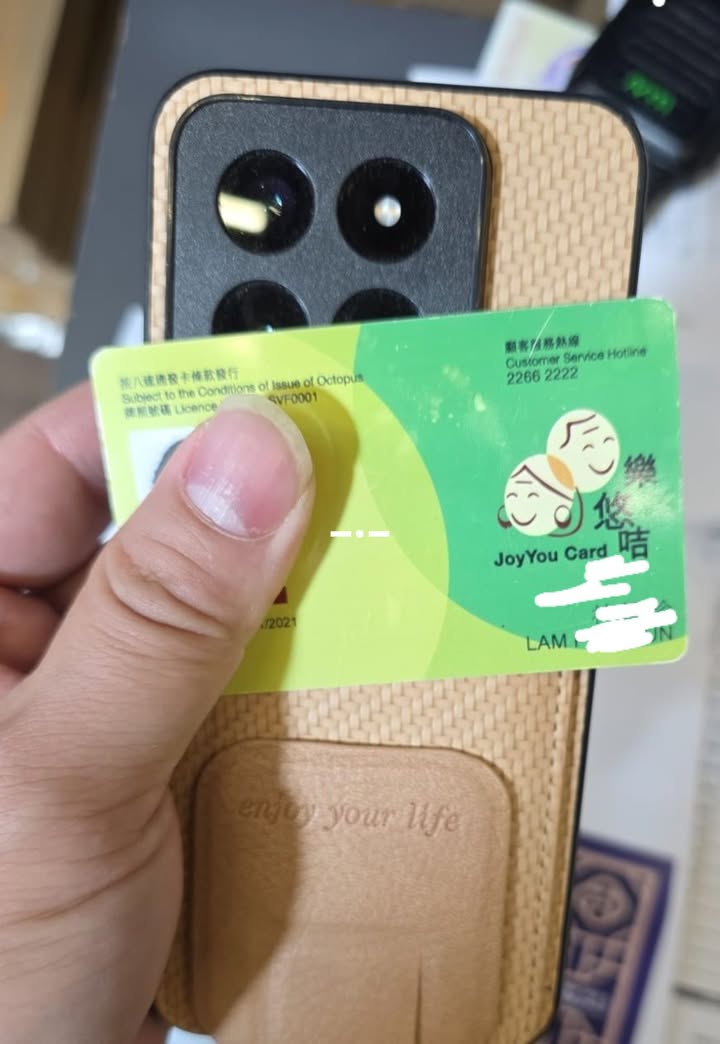 按八達通發卡條款發行
Subject to the Conditions of Issue of Octopus
牌照號碼 Licence SVF0001
顧客服務熱線
Customer Service Hotline
2266 2222
樂悠咭
JoyYou Card
LAM
/2021
enjoy your life